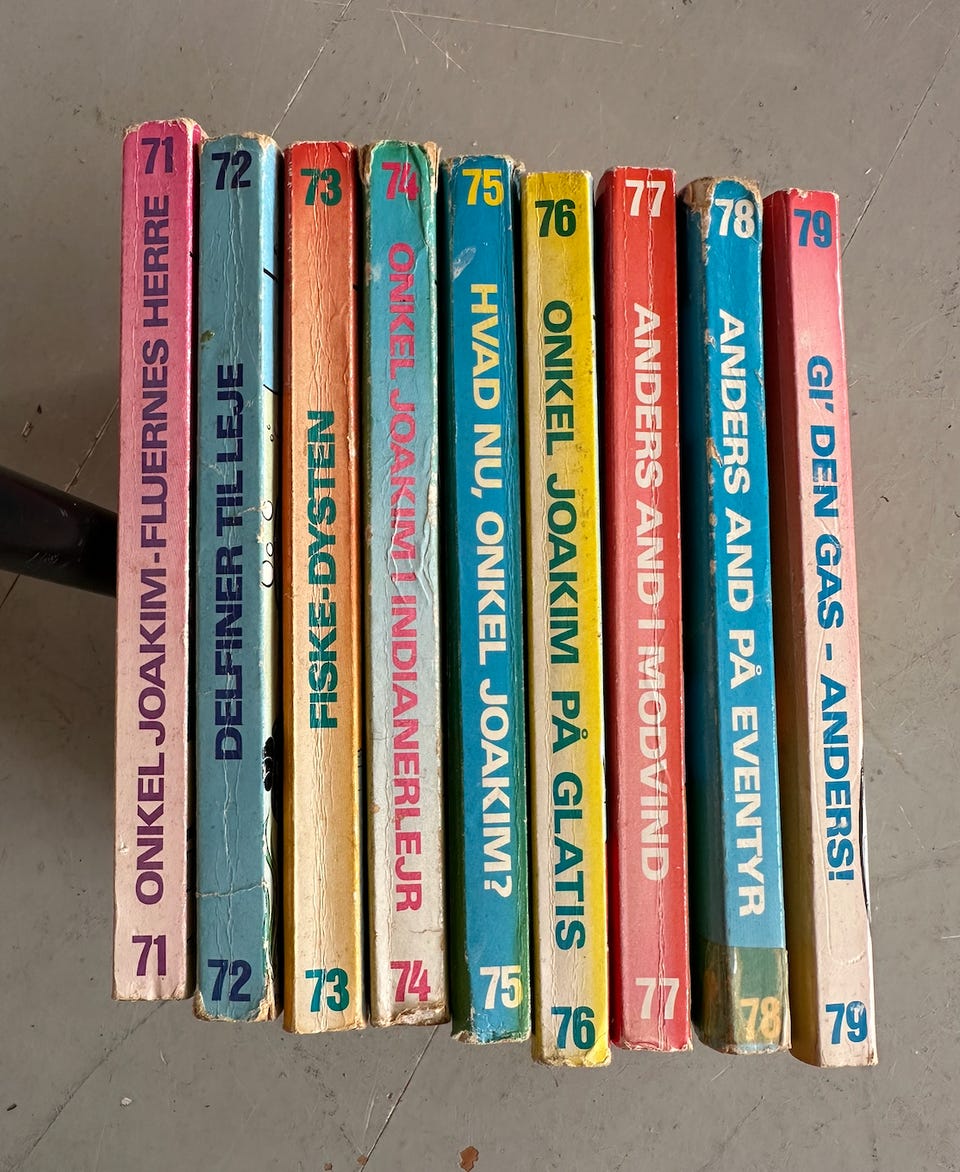 71
ONKEL JOAKIM - FLUERNES HERRE
71
72
DELFINER TIL LEJE
72
73
FISKE-DYSTEN
73
74
ONKEL JOAKIM I INDIANERLEJR
74
75
HVAD NU, ONKEL JOAKIM?
75
76
ONKEL JOAKIM PÅ GLATIS
76
77
ANDERS AND I MODVIND
77
78
ANDERS AND PÅ EVENTYR
78
79
GI' DEN GAS - ANDERS!
79